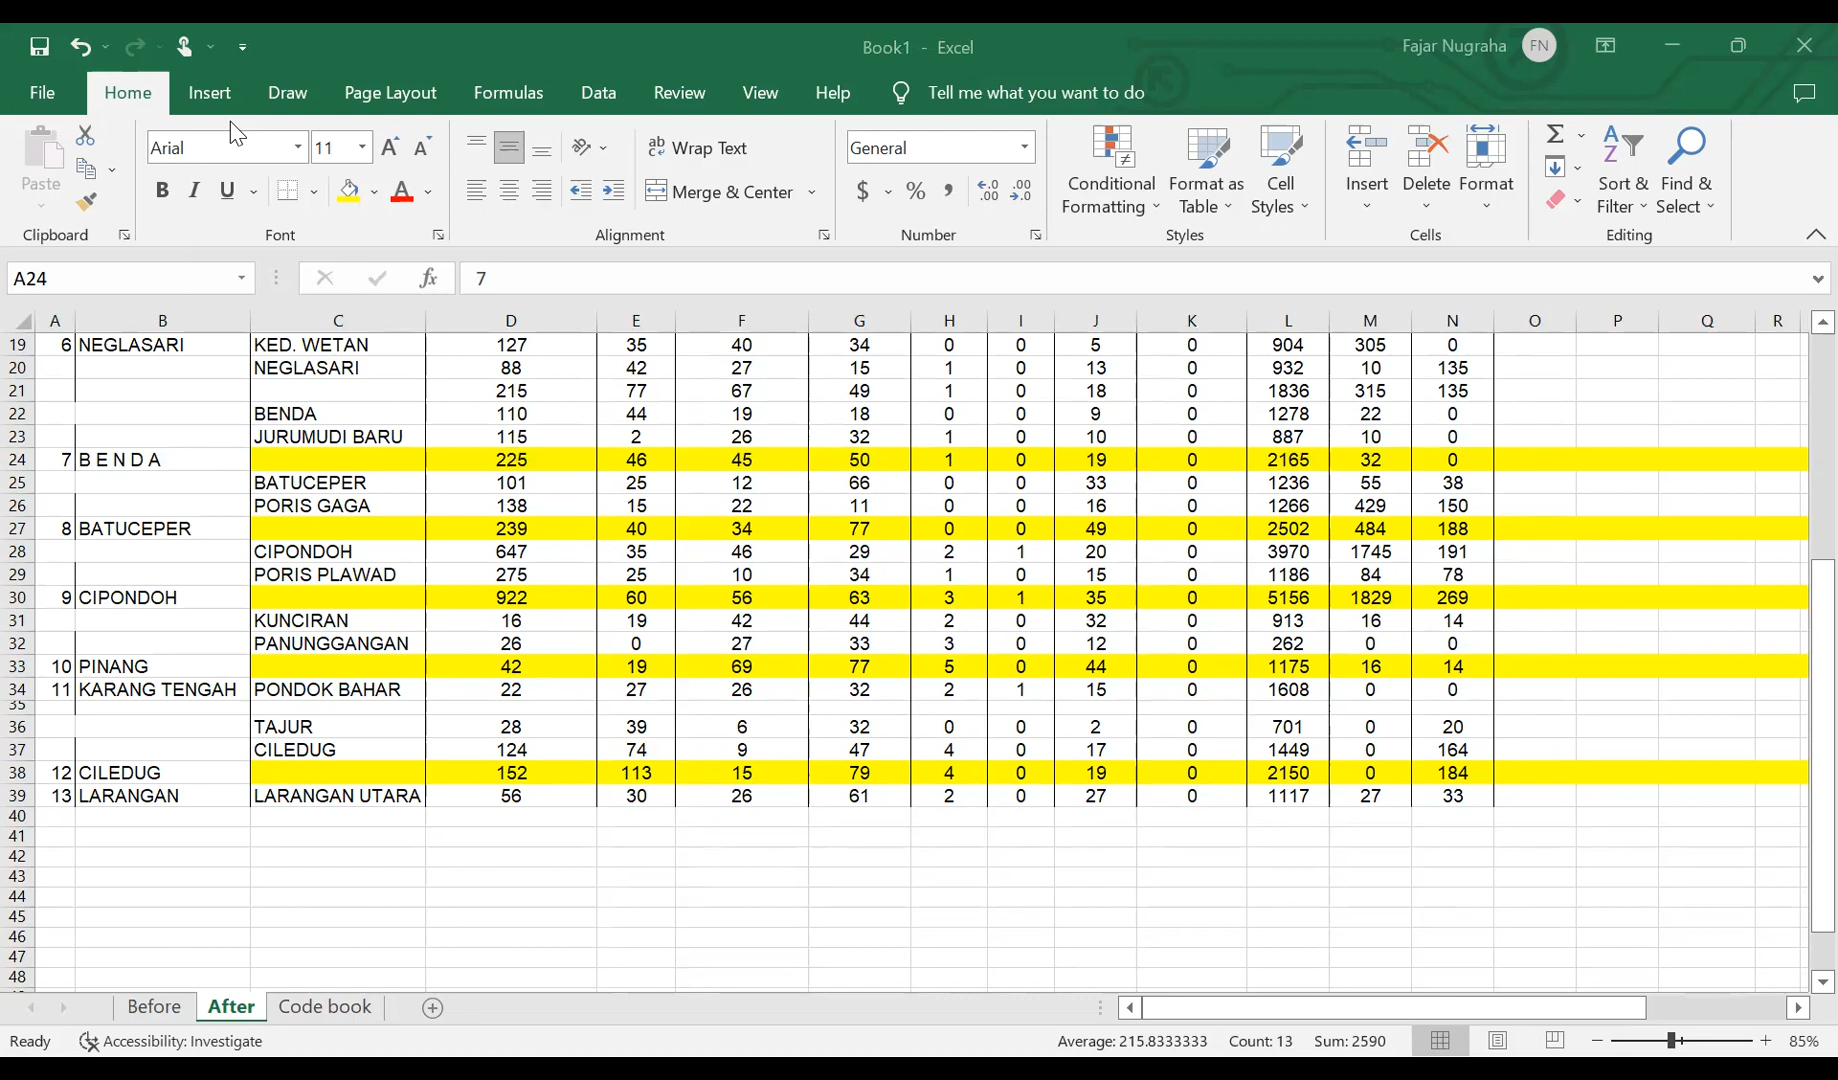 Book1 - Excel
Fajar Nugraha FN
File Home Insert Draw Page Layout Formulas Data Review View Help Tell me what you want to do
Arial 11 Wrap Text General
Paste B I U A Merge & Center $ % , .00 .00
Conditional Formatting Format as Table Cell Styles Insert Delete Format Sort & Filter Find & Select
Clipboard Font Alignment Number Styles Cells Editing
A24 fx 7
A B C D E F G H I J K L M N O P Q R
19 6 NEGLASARI KED. WETAN 127 35 40 34 0 0 5 0 904 305 0
20 NEGLASARI 88 42 27 15 1 0 13 0 932 10 135
21 215 77 67 49 1 0 18 0 1836 315 135
22 BENDA 110 44 19 18 0 0 9 0 1278 22 0
23 JURUMUDI BARU 115 2 26 32 1 0 10 0 887 10 0
24 7 B E N D A 225 46 45 50 1 0 19 0 2165 32 0
25 BATUCEPER 101 25 12 66 0 0 33 0 1236 55 38
26 PORIS GAGA 138 15 22 11 0 0 16 0 1266 429 150
27 8 BATUCEPER 239 40 34 77 0 0 49 0 2502 484 188
28 CIPONDOH 647 35 46 29 2 1 20 0 3970 1745 191
29 PORIS PLAWAD 275 25 10 34 1 0 15 0 1186 84 78
30 9 CIPONDOH 922 60 56 63 3 1 35 0 5156 1829 269
31 KUNCIRAN 16 19 42 44 2 0 32 0 913 16 14
32 PANUNGGANGAN 26 0 27 33 3 0 12 0 262 0 0
33 10 PINANG 42 19 69 77 5 0 44 0 1175 16 14
34 11 KARANG TENGAH PONDOK BAHAR 22 27 26 32 2 1 15 0 1608 0 0
35
36 TAJUR 28 39 6 32 0 0 2 0 701 0 20
37 CILEDUG 124 74 9 47 4 0 17 0 1449 0 164
38 12 CILEDUG 152 113 15 79 4 0 19 0 2150 0 184
39 13 LARANGAN LARANGAN UTARA 56 30 26 61 2 0 27 0 1117 27 33
40
41
42
43
44
45
46
47
48
Before After Code book
Ready Accessibility: Investigate Average: 215.8333333 Count: 13 Sum: 2590 85%